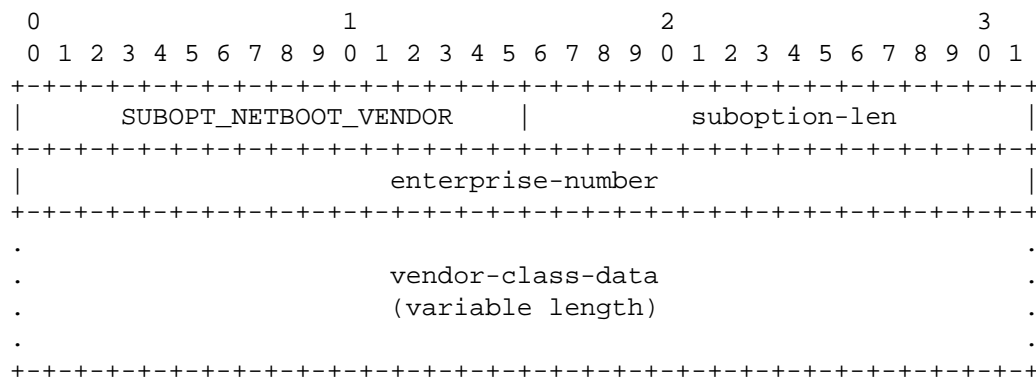 0                   1                   2                   3
 0 1 2 3 4 5 6 7 8 9 0 1 2 3 4 5 6 7 8 9 0 1 2 3 4 5 6 7 8 9 0 1
+-+-+-+-+-+-+-+-+-+-+-+-+-+-+-+-+-+-+-+-+-+-+-+-+-+-+-+-+-+-+-+-+
|      SUBOPT_NETBOOT_VENDOR    |          suboption-len        |
+-+-+-+-+-+-+-+-+-+-+-+-+-+-+-+-+-+-+-+-+-+-+-+-+-+-+-+-+-+-+-+-+
|                       enterprise-number                       |
+-+-+-+-+-+-+-+-+-+-+-+-+-+-+-+-+-+-+-+-+-+-+-+-+-+-+-+-+-+-+-+-+
.                                                               .
.                       vendor-class-data                       .
.                       (variable length)                       .
.                                                               .
+-+-+-+-+-+-+-+-+-+-+-+-+-+-+-+-+-+-+-+-+-+-+-+-+-+-+-+-+-+-+-+-+